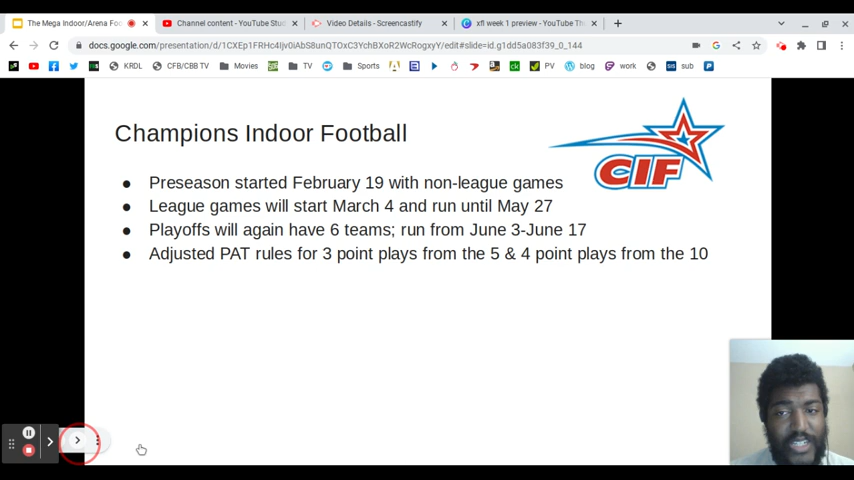 The Mega Indoor/Arena Foo
Channel content - YouTube Stud
Video Details - Screencastify
xfl week 1 preview - YouTube Th
docs.google.com/presentation/d/1CXEp1FRHc4Ijv0iAbS8unQTOxC3YchBXoR2WcRogxyY/edit#slide=id.g1dd5a083f39_0_144
KRDL
CFB/CBB TV
Movies
TV
Sports
PV
blog
work
sub
Champions Indoor Football
CIF
● Preseason started February 19 with non-league games
● League games will start March 4 and run until May 27
● Playoffs will again have 6 teams; run from June 3-June 17
● Adjusted PAT rules for 3 point plays from the 5 & 4 point plays from the 10